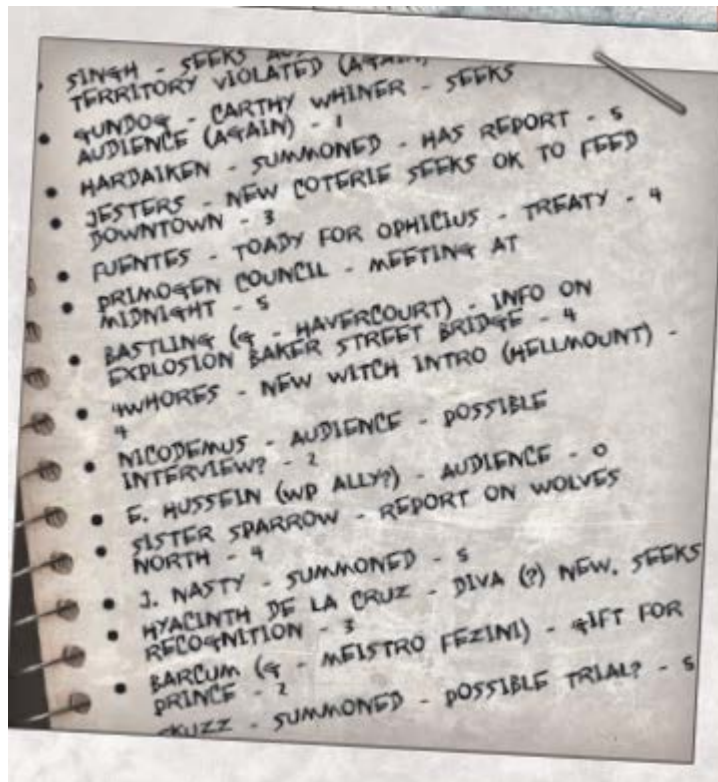 SINGH - SEEKS
TERRITORY VIOLATED (AGAIN)
GUNDOG - CARTHY WHINER - SEEKS
AUDIENCE (AGAIN) - 1
HARDAIKEN - SUMMONED - HAS REPORT - 5
JESTERS - NEW COTERIE SEEKS OK TO FEED
DOWNTOWN - 3
FUENTES - TOADY FOR OPHICIUS - TREATY - 4
PRIMOGEN COUNCIL - MEETING AT
MIDNIGHT - 5
BASTLING (G - HAVERCOURT) - INFO ON
EXPLOSION BAKER STREET BRIDGE - 4
4WHORES - NEW WITCH INTRO (HELLMOUNT) -
4
NICODEMUS - AUDIENCE - POSSIBLE
INTERVIEW? - 2
E. HUSSEIN (WP ALLY?) - AUDIENCE - 0
SISTER SPARROW - REPORT ON WOLVES
NORTH - 4
J. NASTY - SUMMONED - 5
HYACINTH DE LA CRUZ - DIVA (?) NEW. SEEKS
RECOGNITION - 3
BARCUM (G - MEISTRO FEZINI) - GIFT FOR
PRINCE - 2
SKUZZ - SUMMONED - POSSIBLE TRIAL? - 5